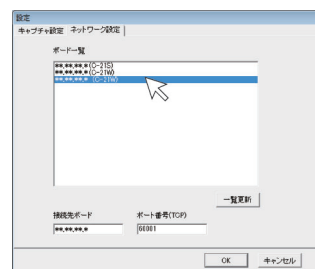 設定
キャプチャ設定 ネットワーク設定
ボード一覧
**.**.**.*(C-21S)
**.**.**.*(C-21W)
**.**.**.* (C-21W)
一覧更新
接続先ボード ポート番号(TCP)
**.**.**.* 60001
OK キャンセル